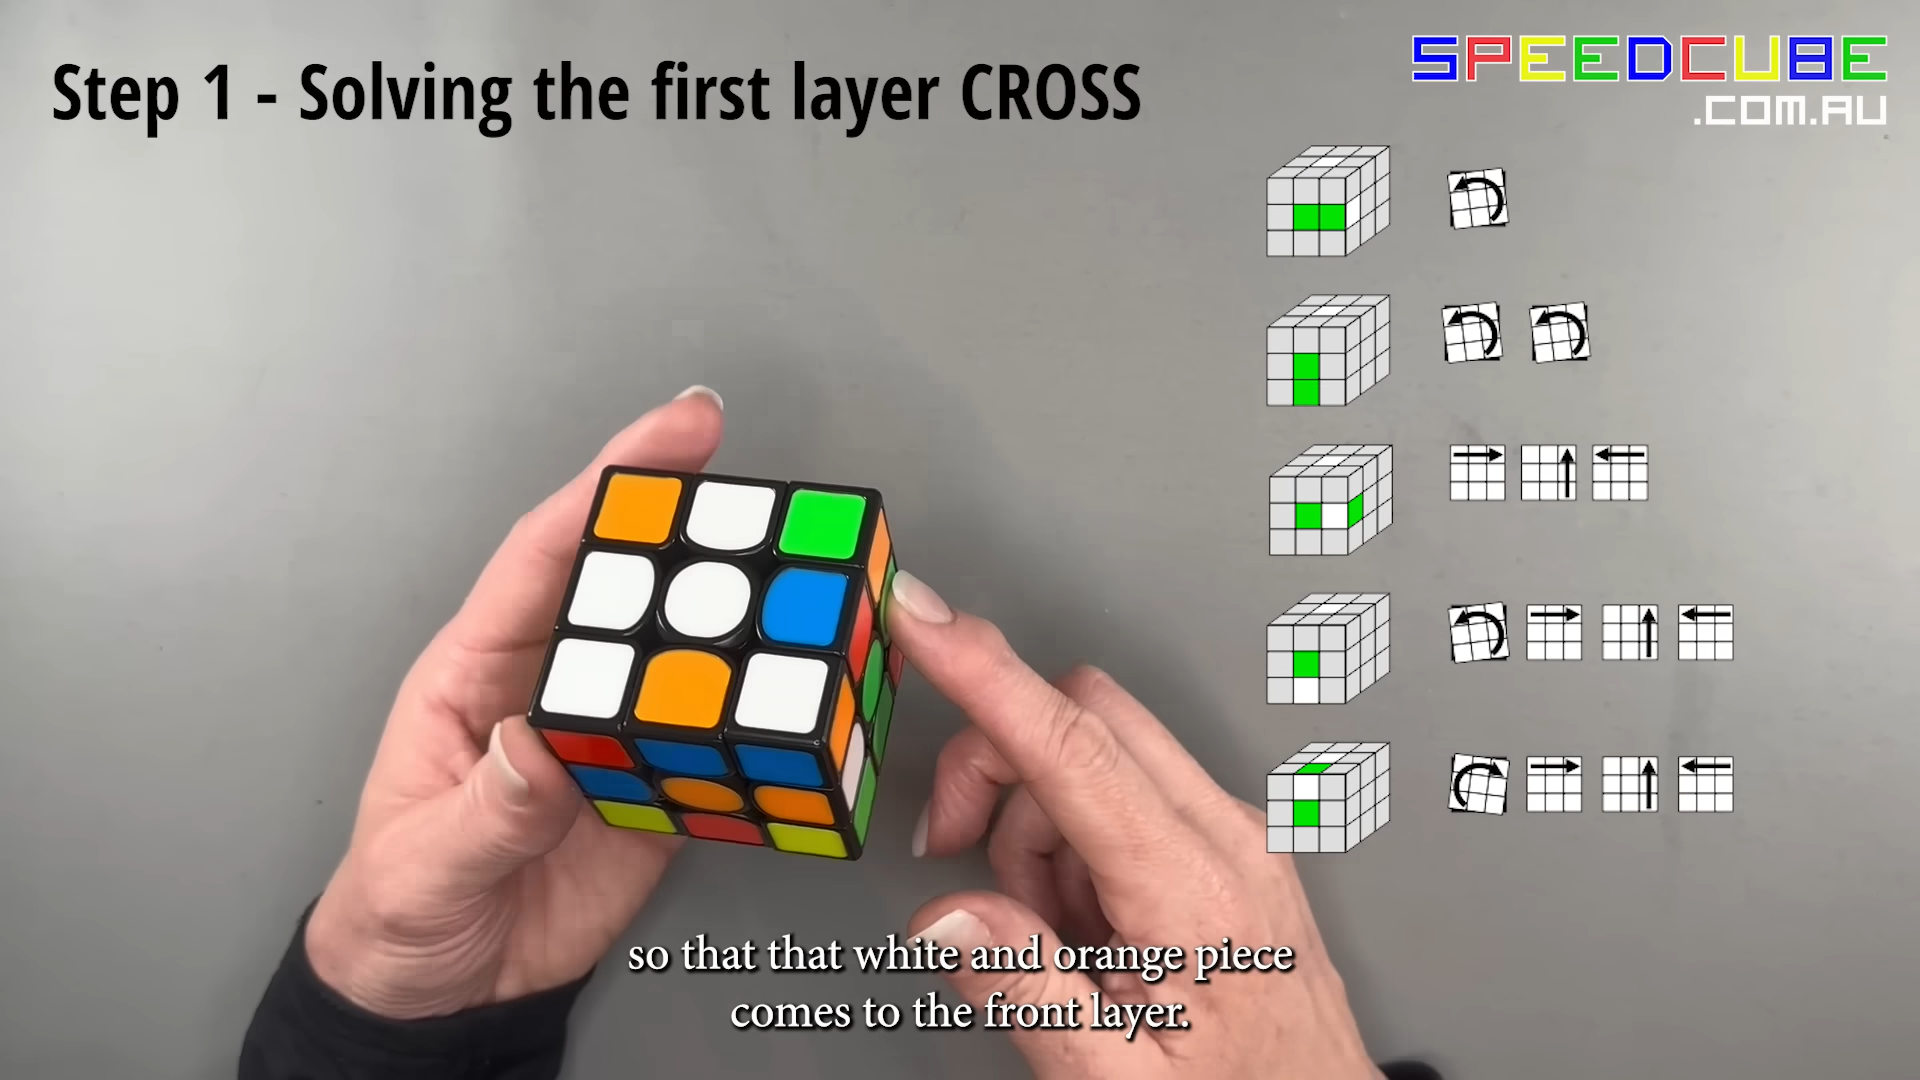 Step 1 - Solving the first layer CROSS
SPEEDCUBE
.COM.AU
so that that white and orange piece
comes to the front layer.